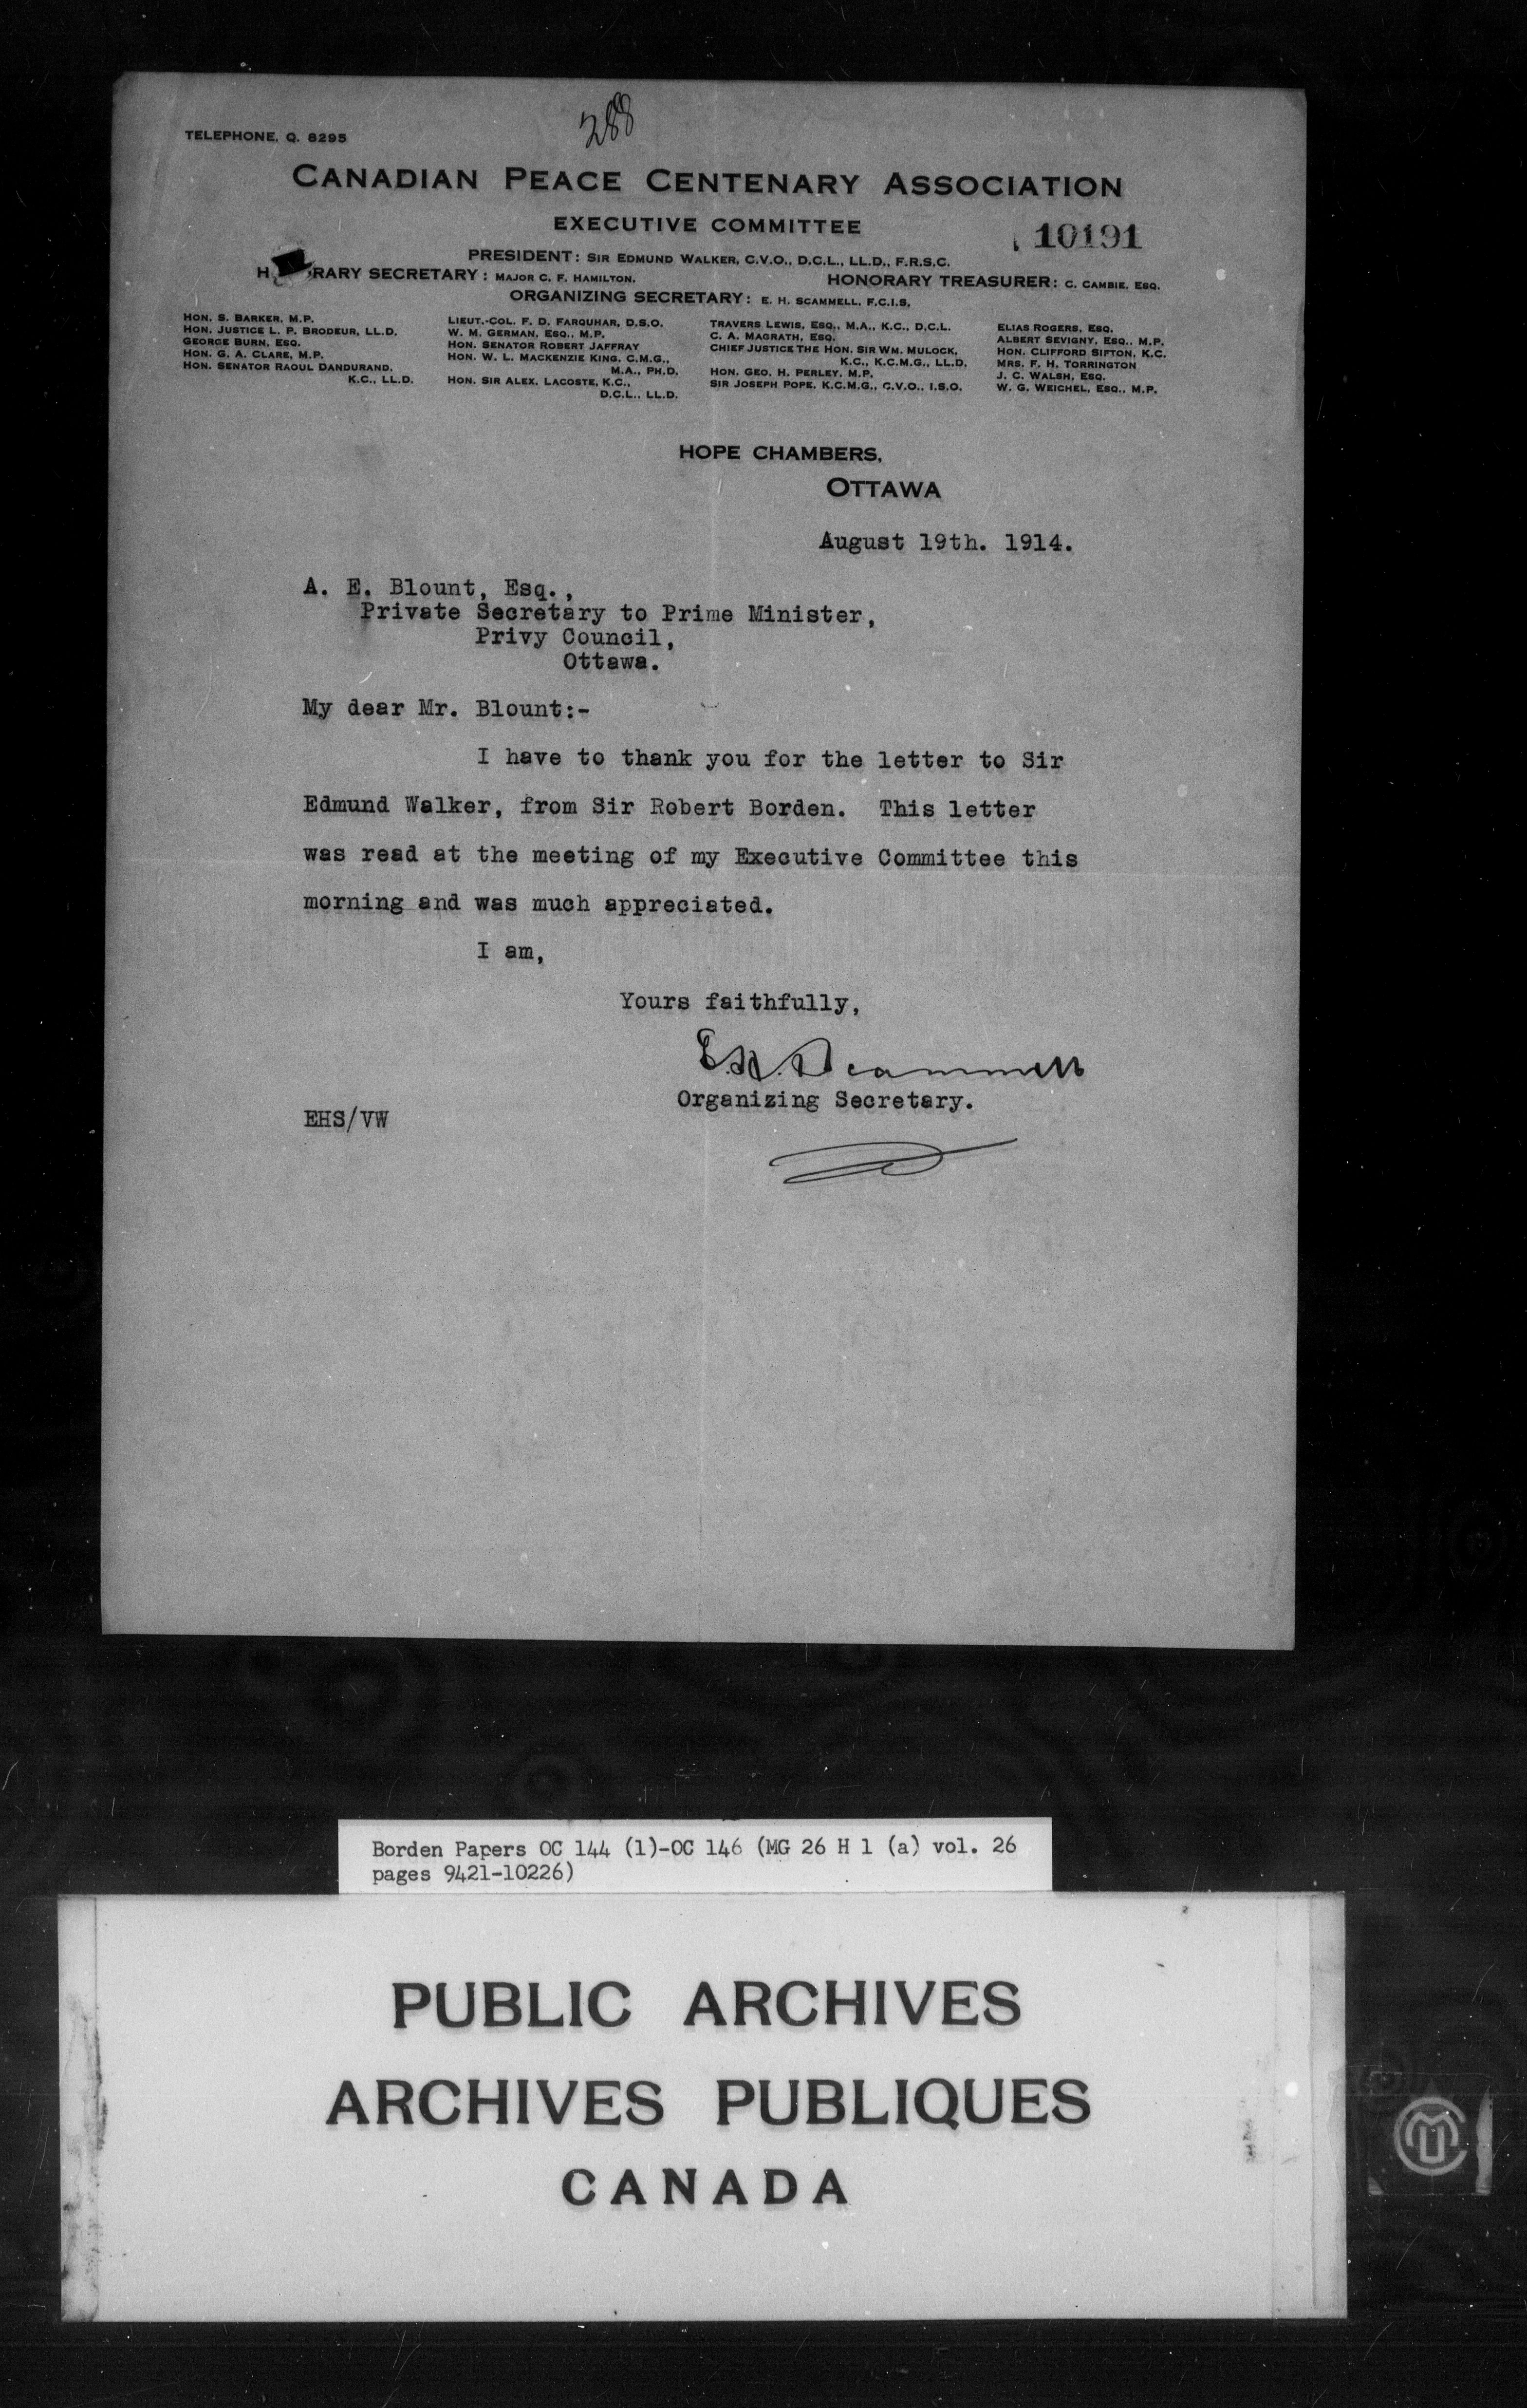 288
TELEPHONE, Q. 8295
CANADIAN PEACE CENTENARY ASSOCIATION
EXECUTIVE COMMITTEE
10191
PRESIDENT: SIR EDMUND WALKER, C.V.O., D.C.L., LL.D., F.R.S.C.
H RARY SECRETARY: MAJOR C. F. HAMILTON. HONORARY TREASURER: C. CAMBIE, ESQ.
ORGANIZING SECRETARY: E. H. SCAMMELL, F.C.I.S.
HON. S. BARKER, M.P.
HON. JUSTICE L. P. BRODEUR, LL.D.
GEORGE BURN, ESQ.
HON. G. A. CLARE, M.P.
HON. SENATOR RAOUL DANDURAND,
K.C., LL.D.
LIEUT.-COL. F. D. FARQUHAR, D.S.O.
W. M. GERMAN, ESQ., M.P.
HON. SENATOR ROBERT JAFFRAY
HON. W. L. MACKENZIE KING, C.M.G.,
M.A., PH.D.
HON. SIR ALEX. LACOSTE, K.C.,
D.C.L., LL.D.
TRAVERS LEWIS, ESQ., M.A., K.C., D.C.L.
C. A. MAGRATH, ESQ.
CHIEF JUSTICE THE HON. SIR WM. MULOCK,
K.C., K.C.M.G., LL.D.
HON. GEO. H. PERLEY, M.P.
SIR JOSEPH POPE, K.C.M.G., C.V.O., I.S.O.
ELIAS ROGERS, ESQ.
ALBERT SEVIGNY, ESQ., M.P.
HON. CLIFFORD SIFTON, K.C.
MRS. F. H. TORRINGTON
J. C. WALSH, ESQ.
W. G. WEICHEL, ESQ., M.P.
HOPE CHAMBERS,
OTTAWA
August 19th. 1914.
A. E. Blount, Esq.,
Private Secretary to Prime Minister,
Privy Council,
Ottawa.
My dear Mr. Blount:-
I have to thank you for the letter to Sir
Edmund Walker, from Sir Robert Borden. This letter
was read at the meeting of my Executive Committee this
morning and was much appreciated.
I am,
Yours faithfully,
E. H. Scammell
Organizing Secretary.
EHS/VW
Borden Papers OC 144 (1)-OC 146 (MG 26 H 1 (a) vol. 26
pages 9421-10226)
PUBLIC ARCHIVES
ARCHIVES PUBLIQUES
CANADA